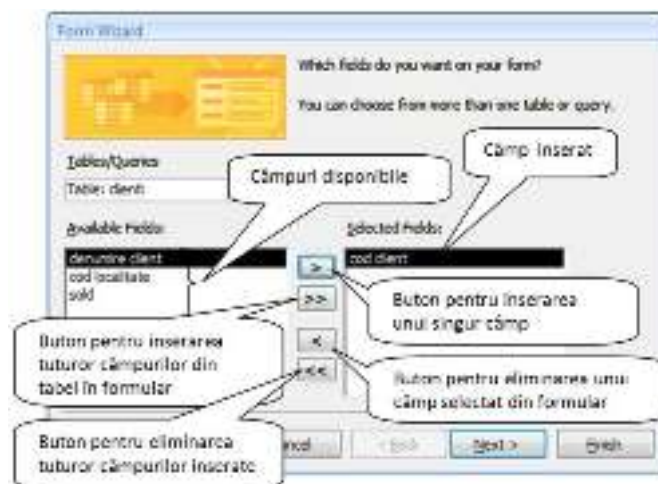 Form Wizard
Which fields do you want on your form?
You can choose from more than one table or query.
Tables/Queries
Table: clienti
Câmpuri disponibile
Câmp inserat
Available Fields:
Selected Fields:
denumire client
cod localitate
sold
cod client
>
>>
<
<<
Buton pentru inserarea
unui singur câmp
Buton pentru inserarea
tuturor câmpurilor din
tabel în formular
Buton pentru eliminarea unui
câmp selectat din formular
Buton pentru eliminarea
tuturor câmpurilor inserate
ncel
< Back
Next >
Finish